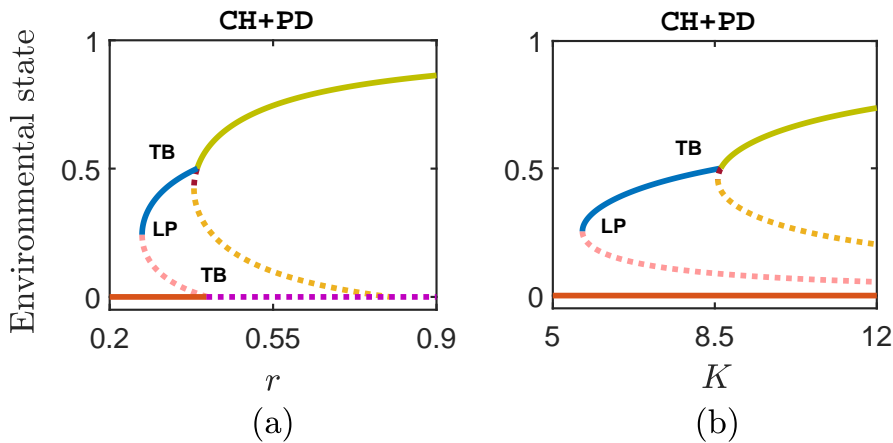 CH+PD
CH+PD
Environmental state
1
0.5
0
TB
LP
TB
0.2
0.55
0.9
r
(a)
1
0.5
0
TB
LP
5
8.5
12
K
(b)